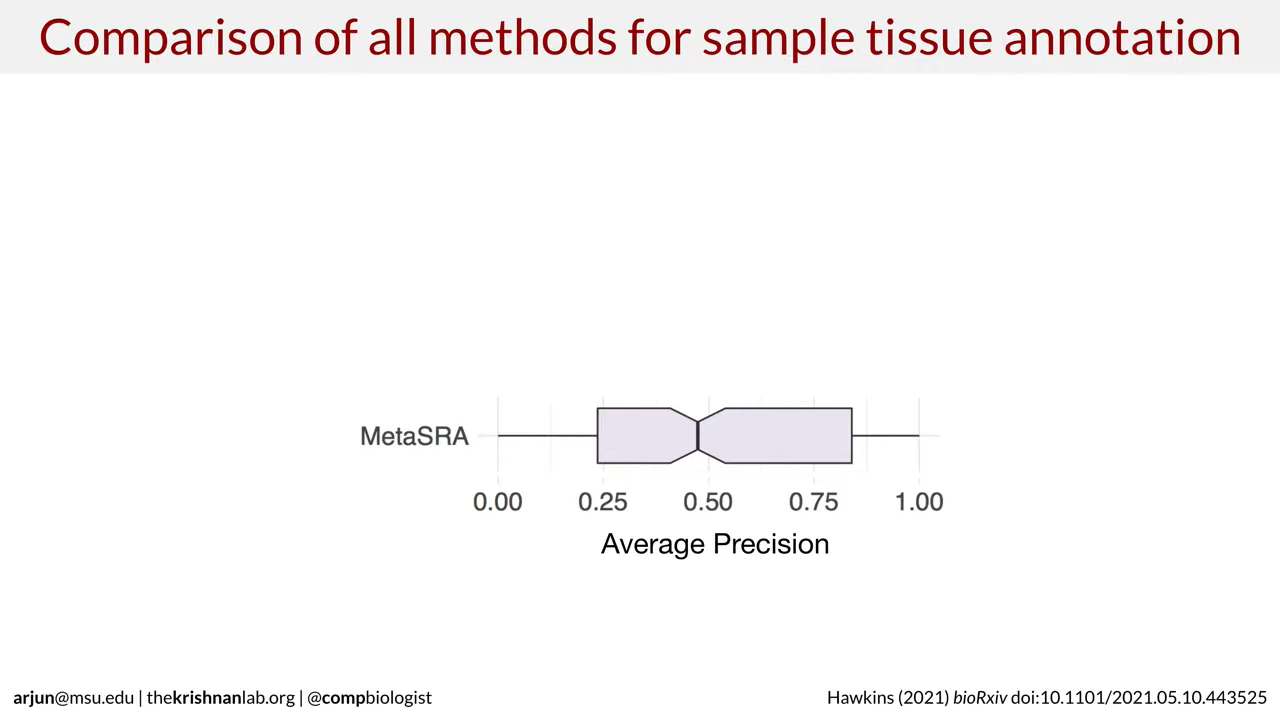 Comparison of all methods for sample tissue annotation
MetaSRA
0.00 0.25 0.50 0.75 1.00
Average Precision
arjun@msu.edu | thekrishnanlab.org | @compbiologist
Hawkins (2021) bioRxiv doi:10.1101/2021.05.10.443525